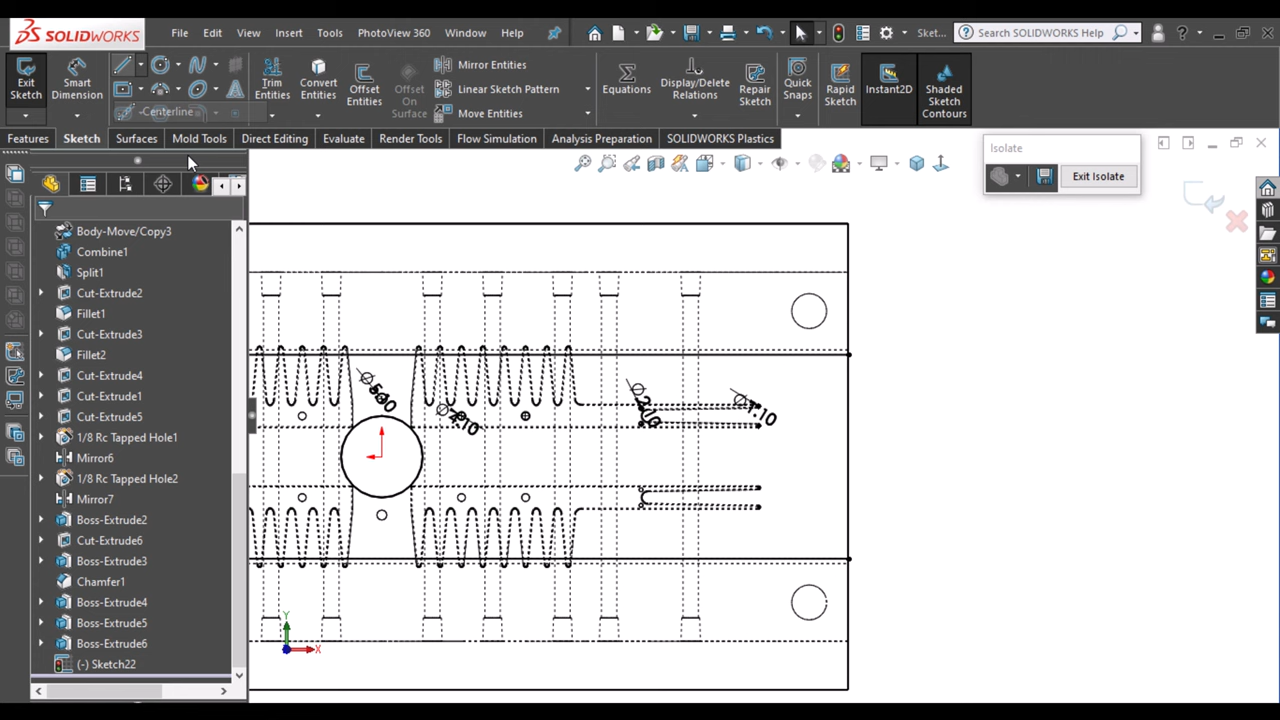 SOLIDWORKS
File Edit View Insert Tools PhotoView 360 Window Help
Sket...
Search SOLIDWORKS Help
Exit Sketch
Smart Dimension
Centerline
Trim Entities
Convert Entities
Offset Entities
Offset On Surface
Mirror Entities
Linear Sketch Pattern
Move Entities
Equations
Display/Delete Relations
Repair Sketch
Quick Snaps
Rapid Sketch
Instant2D
Shaded Sketch Contours
Features Sketch Surfaces Mold Tools Direct Editing Evaluate Render Tools Flow Simulation Analysis Preparation SOLIDWORKS Plastics
Isolate
Exit Isolate
Body-Move/Copy3
Combine1
Split1
Cut-Extrude2
Fillet1
Cut-Extrude3
Fillet2
Cut-Extrude4
Cut-Extrude1
Cut-Extrude5
1/8 Rc Tapped Hole1
Mirror6
1/8 Rc Tapped Hole2
Mirror7
Boss-Extrude2
Cut-Extrude6
Boss-Extrude3
Chamfer1
Boss-Extrude4
Boss-Extrude5
Boss-Extrude6
(-) Sketch22
∅1.10
Y
X